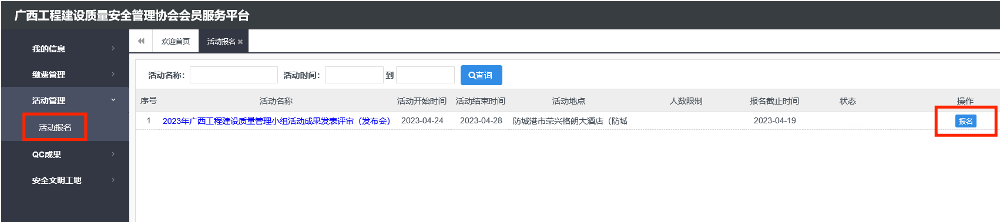 广西工程建设质量安全管理协会会员服务平台
我的信息
缴费管理
活动管理
活动报名
QC成果
安全文明工地
欢迎首页 活动报名
活动名称： 活动时间： 到 查询
序号 活动名称 活动开始时间 活动结束时间 活动地点 人数限制 报名截止时间 状态 操作
1 2023年广西工程建设质量管理小组活动成果发表评审（发布会） 2023-04-24 2023-04-28 防城港市荣兴格朗大酒店（防城 2023-04-19 报名